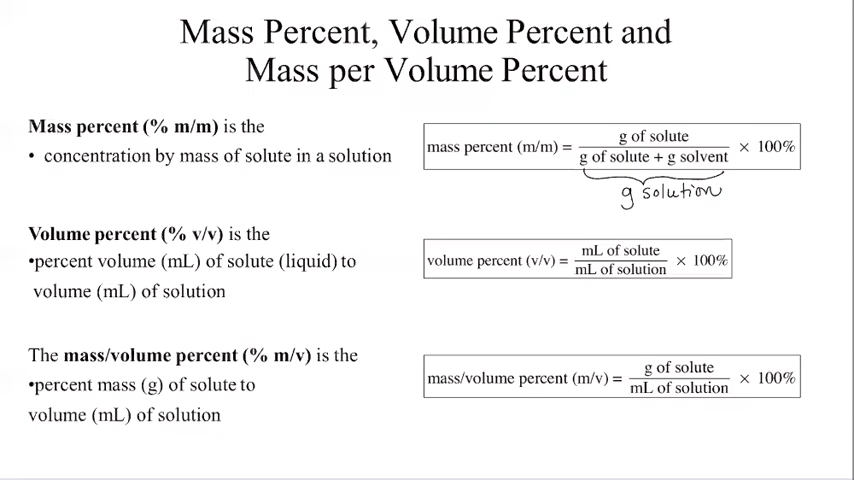 Mass Percent, Volume Percent and
Mass per Volume Percent
Mass percent (% m/m) is the
• concentration by mass of solute in a solution
mass percent (m/m) = g of solute / g of solute + g solvent × 100%
g solution
Volume percent (% v/v) is the
•percent volume (mL) of solute (liquid) to
volume (mL) of solution
volume percent (v/v) = mL of solute / mL of solution × 100%
The mass/volume percent (% m/v) is the
•percent mass (g) of solute to
volume (mL) of solution
mass/volume percent (m/v) = g of solute / mL of solution × 100%